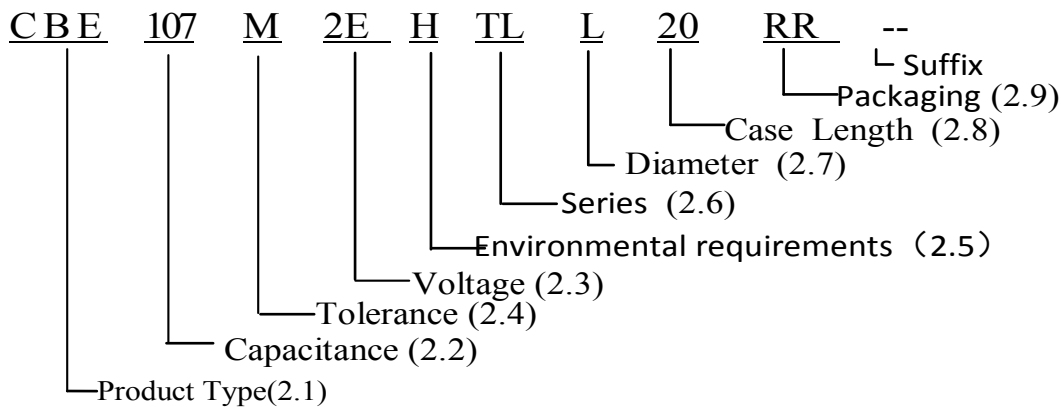 CBE 107 M 2E H TL L 20 RR --
Suffix
Packaging (2.9)
Case Length (2.8)
Diameter (2.7)
Series (2.6)
Environmental requirements（2.5）
Voltage (2.3)
Tolerance (2.4)
Capacitance (2.2)
Product Type(2.1)